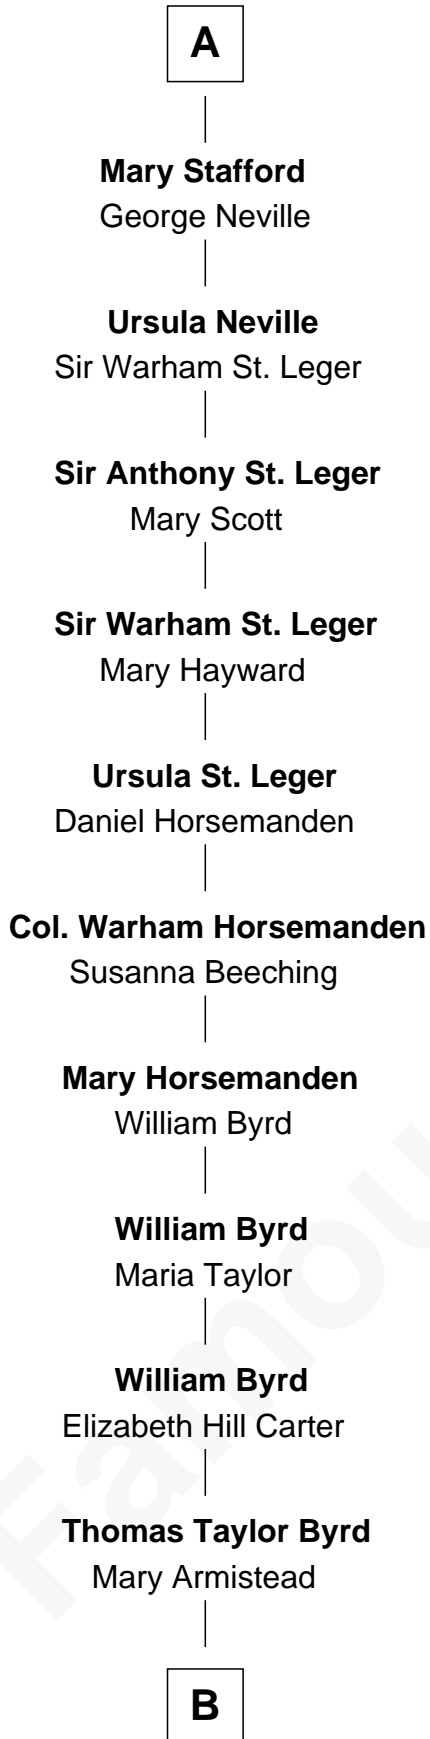 A
Mary Stafford
George Neville
Ursula Neville
Sir Warham St. Leger
Sir Anthony St. Leger
Mary Scott
Sir Warham St. Leger
Mary Hayward
Ursula St. Leger
Daniel Horsemanden
Col. Warham Horsemanden
Susanna Beeching
Mary Horsemanden
William Byrd
William Byrd
Maria Taylor
William Byrd
Elizabeth Hill Carter
Thomas Taylor Byrd
Mary Armistead
B
Famou